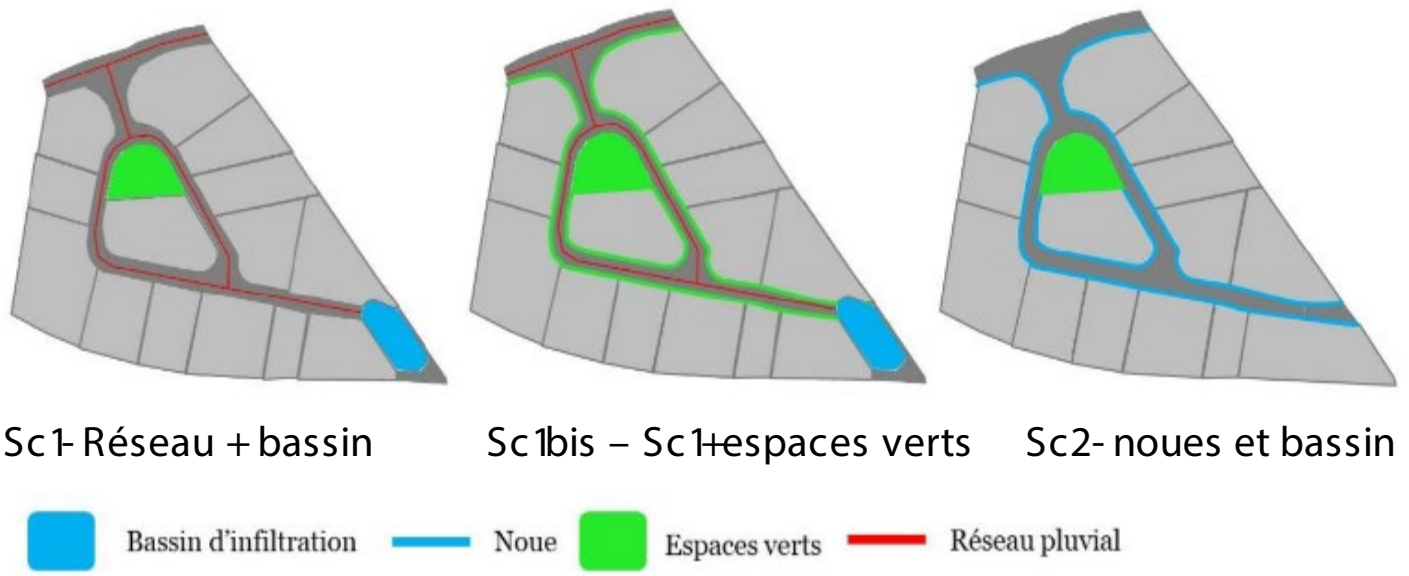 Sc1- Réseau + bassin
Sc1bis – Sc1+espaces verts
Sc2- noues et bassin
Bassin d'infiltration
Noue
Espaces verts
Réseau pluvial